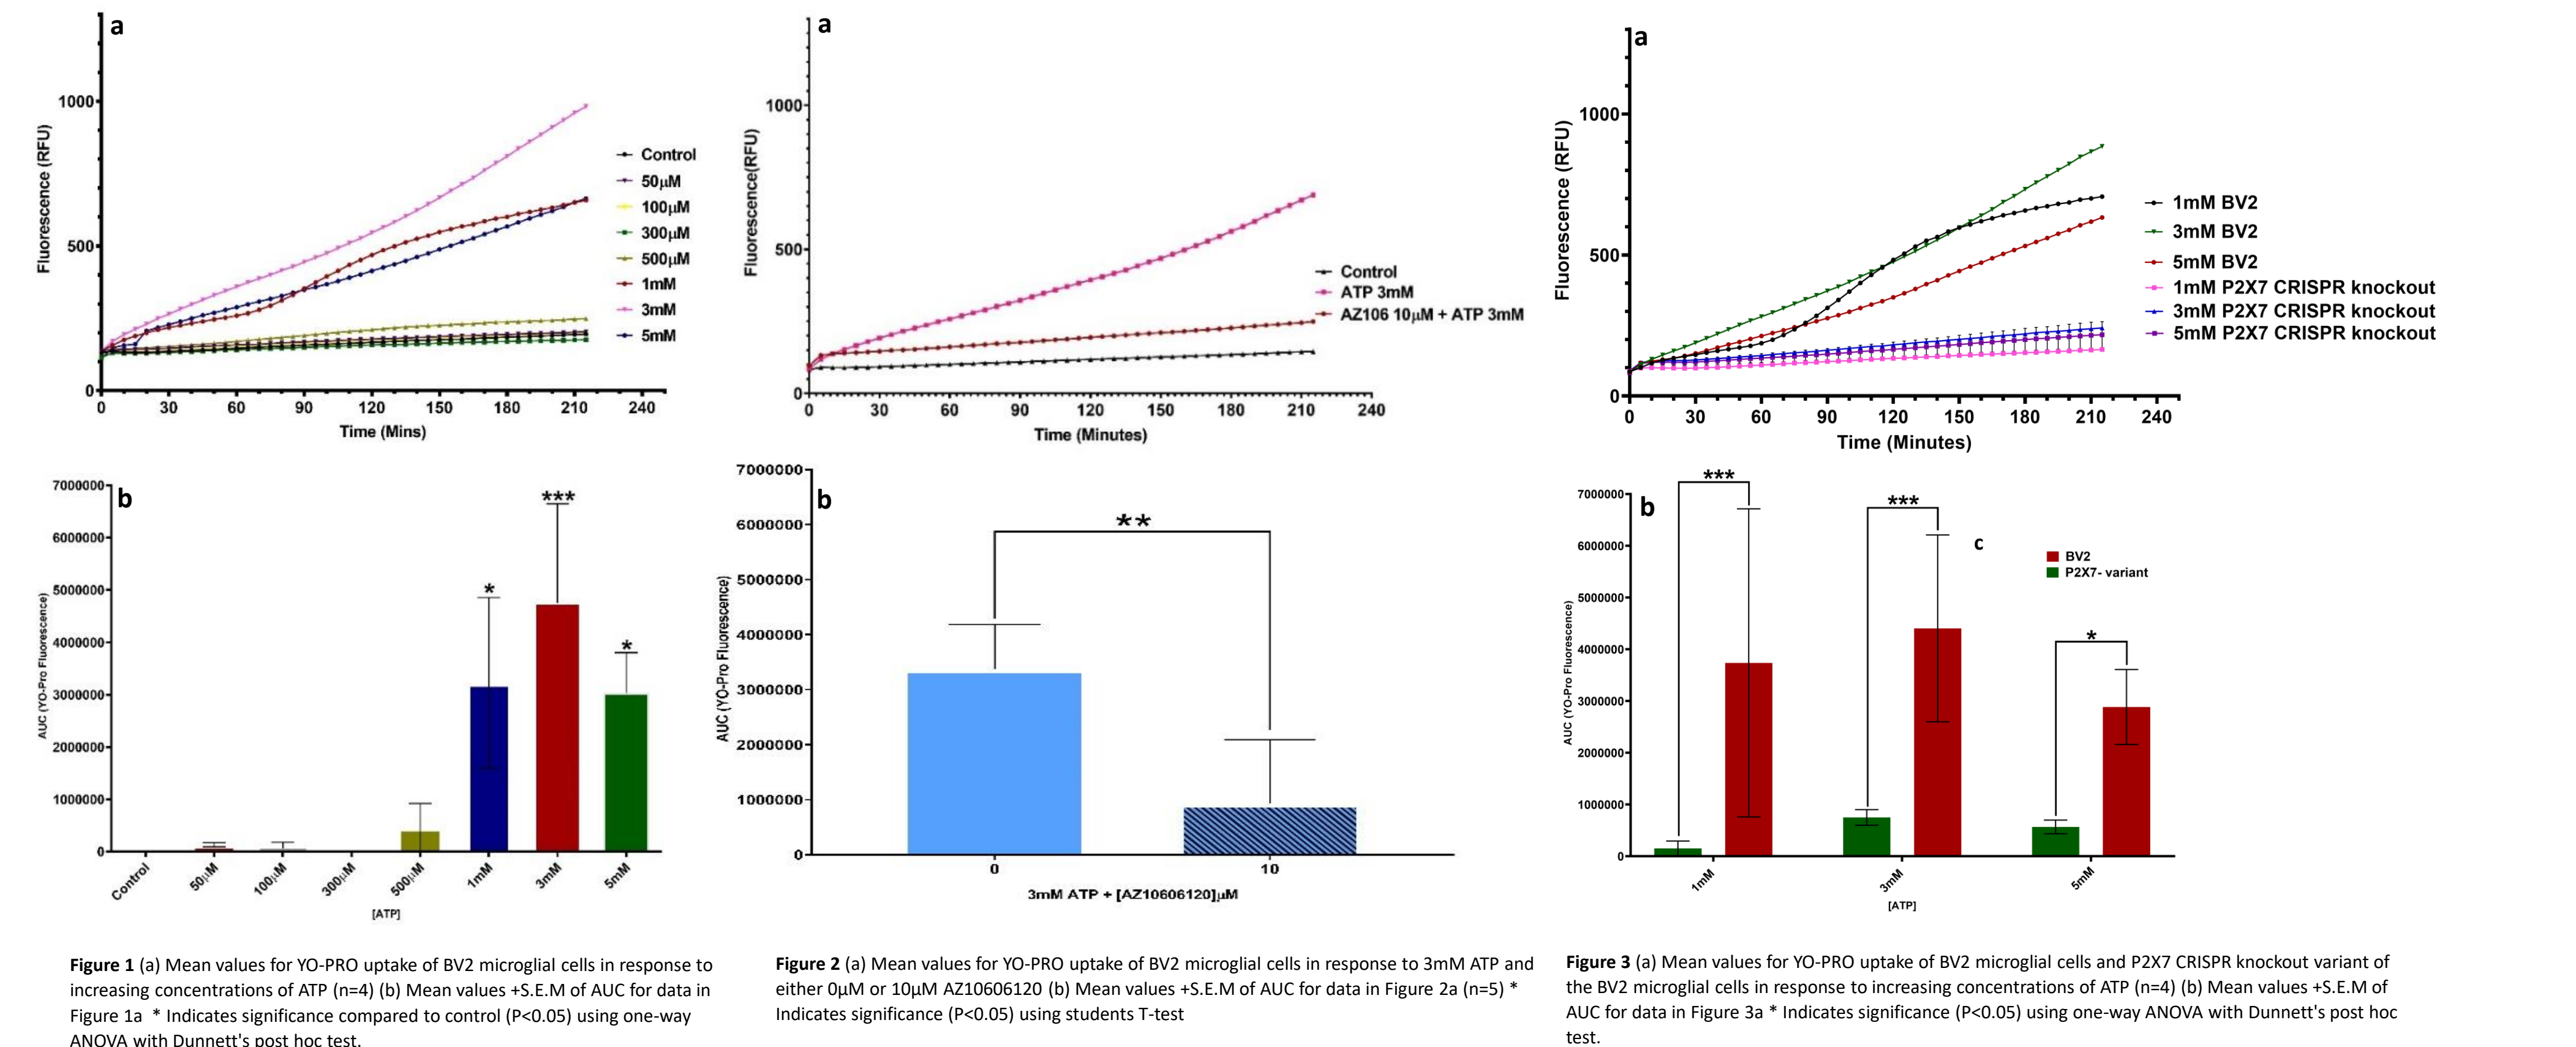 a
1000
500
0
Fluorescence (RFU)
0 30 60 90 120 150 180 210 240
Time (Mins)
Control
50µM
100µM
300µM
500µM
1mM
3mM
5mM
a
1000
500
0
Fluorescence(RFU)
0 30 60 90 120 150 180 210 240
Time (Minutes)
Control
ATP 3mM
AZ106 10µM + ATP 3mM
a
1000
500
0
Fluorescence (RFU)
0 30 60 90 120 150 180 210 240
Time (Minutes)
1mM BV2
3mM BV2
5mM BV2
1mM P2X7 CRISPR knockout
3mM P2X7 CRISPR knockout
5mM P2X7 CRISPR knockout
b
7000000
6000000
5000000
4000000
3000000
2000000
1000000
0
AUC (YO-Pro Fluorescence)
* *** *
Control 50µM 100µM 300µM 500µM 1mM 3mM 5mM
[ATP]
b
7000000
6000000
5000000
4000000
3000000
2000000
1000000
0
AUC (YO-Pro Fluorescence)
**
0 10
3mM ATP + [AZ10606120]µM
b
7000000
6000000
5000000
4000000
3000000
2000000
1000000
0
AUC (YO-Pro Fluorescence)
*** *** *
c
BV2
P2X7- variant
1mM 3mM 5mM
[ATP]
Figure 1 (a) Mean values for YO-PRO uptake of BV2 microglial cells in response to
increasing concentrations of ATP (n=4) (b) Mean values +S.E.M of AUC for data in
Figure 1a * Indicates significance compared to control (P<0.05) using one-way
ANOVA with Dunnett's post hoc test.
Figure 2 (a) Mean values for YO-PRO uptake of BV2 microglial cells in response to 3mM ATP and
either 0µM or 10µM AZ10606120 (b) Mean values +S.E.M of AUC for data in Figure 2a (n=5) *
Indicates significance (P<0.05) using students T-test
Figure 3 (a) Mean values for YO-PRO uptake of BV2 microglial cells and P2X7 CRISPR knockout variant of
the BV2 microglial cells in response to increasing concentrations of ATP (n=4) (b) Mean values +S.E.M of
AUC for data in Figure 3a * Indicates significance (P<0.05) using one-way ANOVA with Dunnett's post hoc
test.